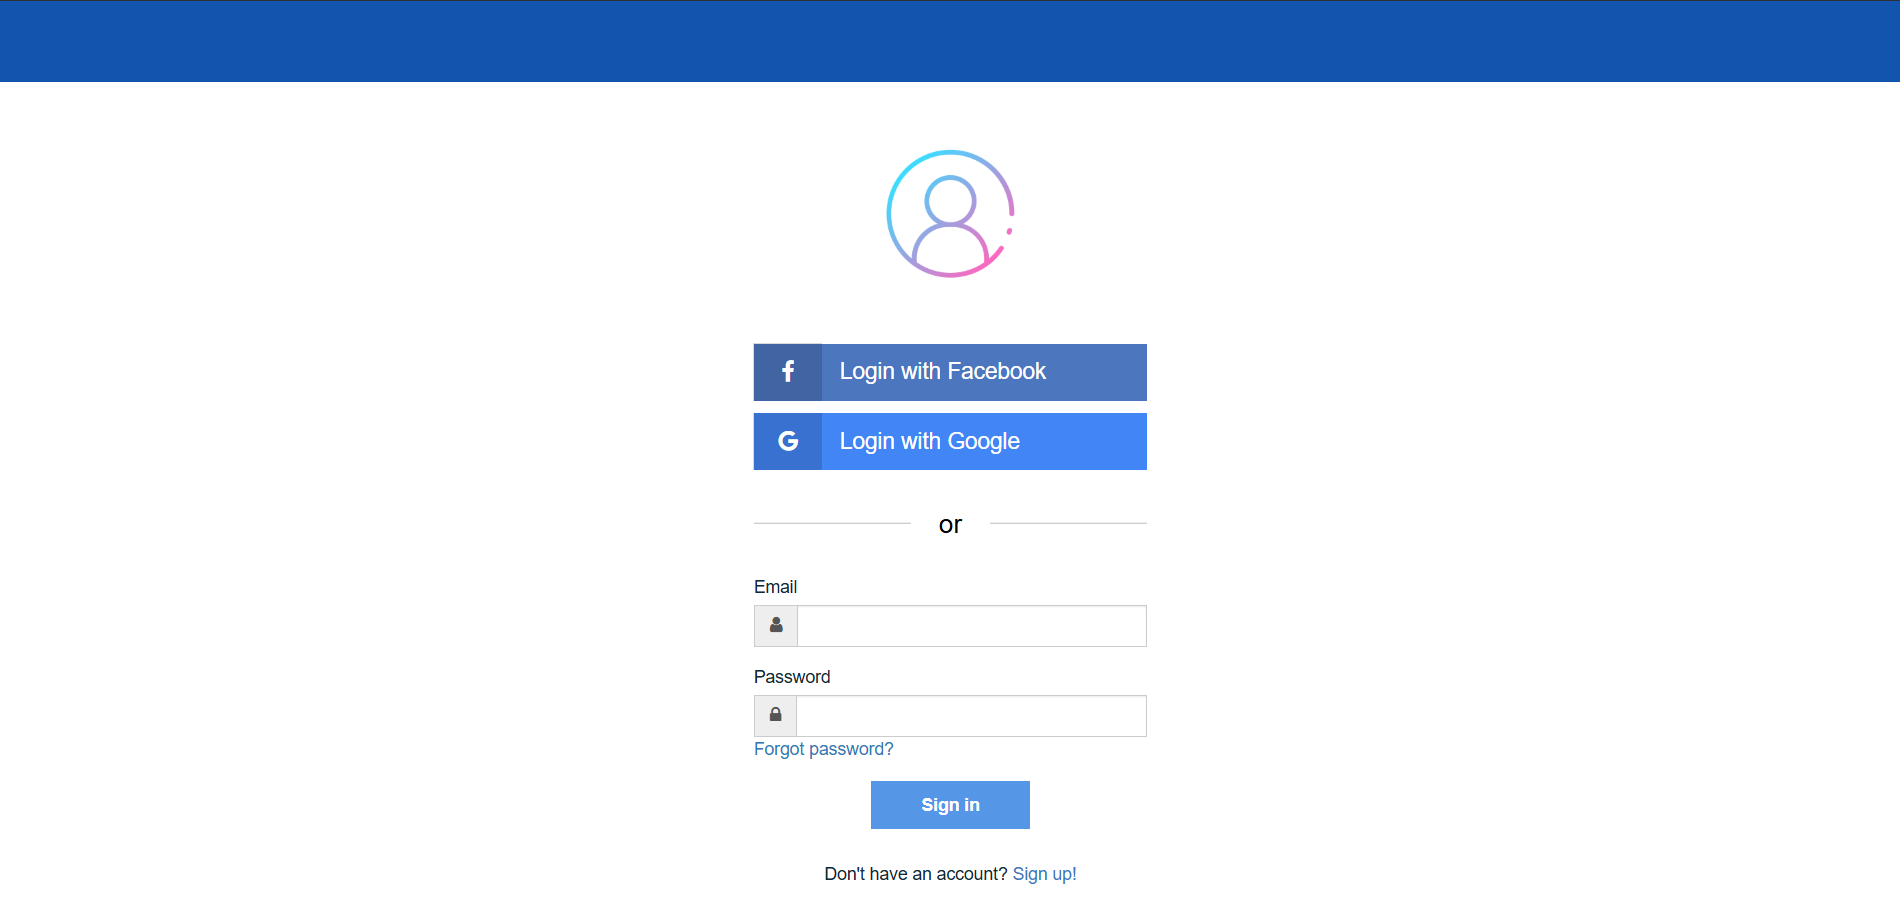 Login with Facebook
Login with Google
or
Email
Password
Forgot password?
Sign in
Don't have an account? Sign up!